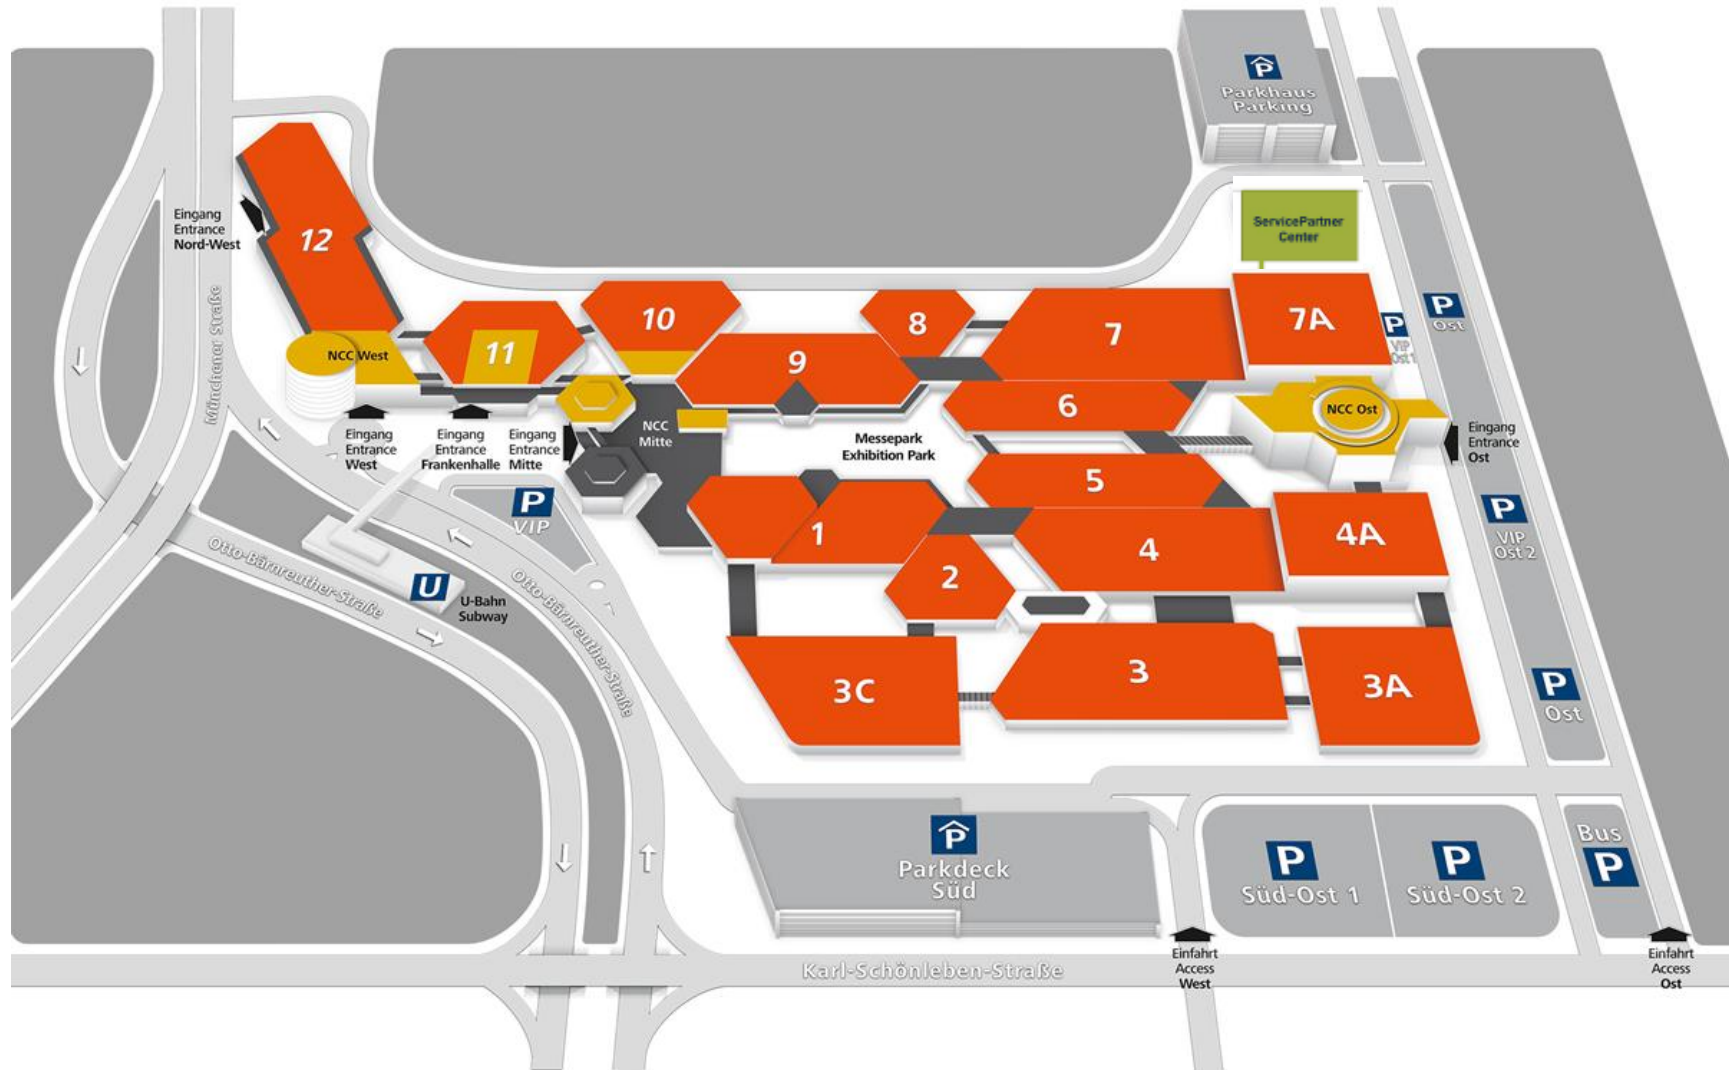 P
Parkhaus
Parking
ServicePartner
Center
Eingang
Entrance
Nord-West
12
Münchener Straße
NCC West
11
10
9
8
7
7A
P
VIP
Ost 1
P
Ost
6
NCC Ost
Eingang
Entrance
Ost
Eingang
Entrance
West
Eingang
Entrance
Frankenhalle
Eingang
Entrance
Mitte
NCC
Mitte
Messepark
Exhibition Park
5
P
VIP
1
4
4A
P
VIP
Ost 2
2
Otto-Bärnreuther-Straße
U
U-Bahn
Subway
Otto-Bärnreuther-Straße
3C
3
3A
P
Ost
P
Parkdeck
Süd
P
Süd-Ost 1
P
Süd-Ost 2
Bus
P
Karl-Schönleben-Straße
Einfahrt
Access
West
Einfahrt
Access
Ost